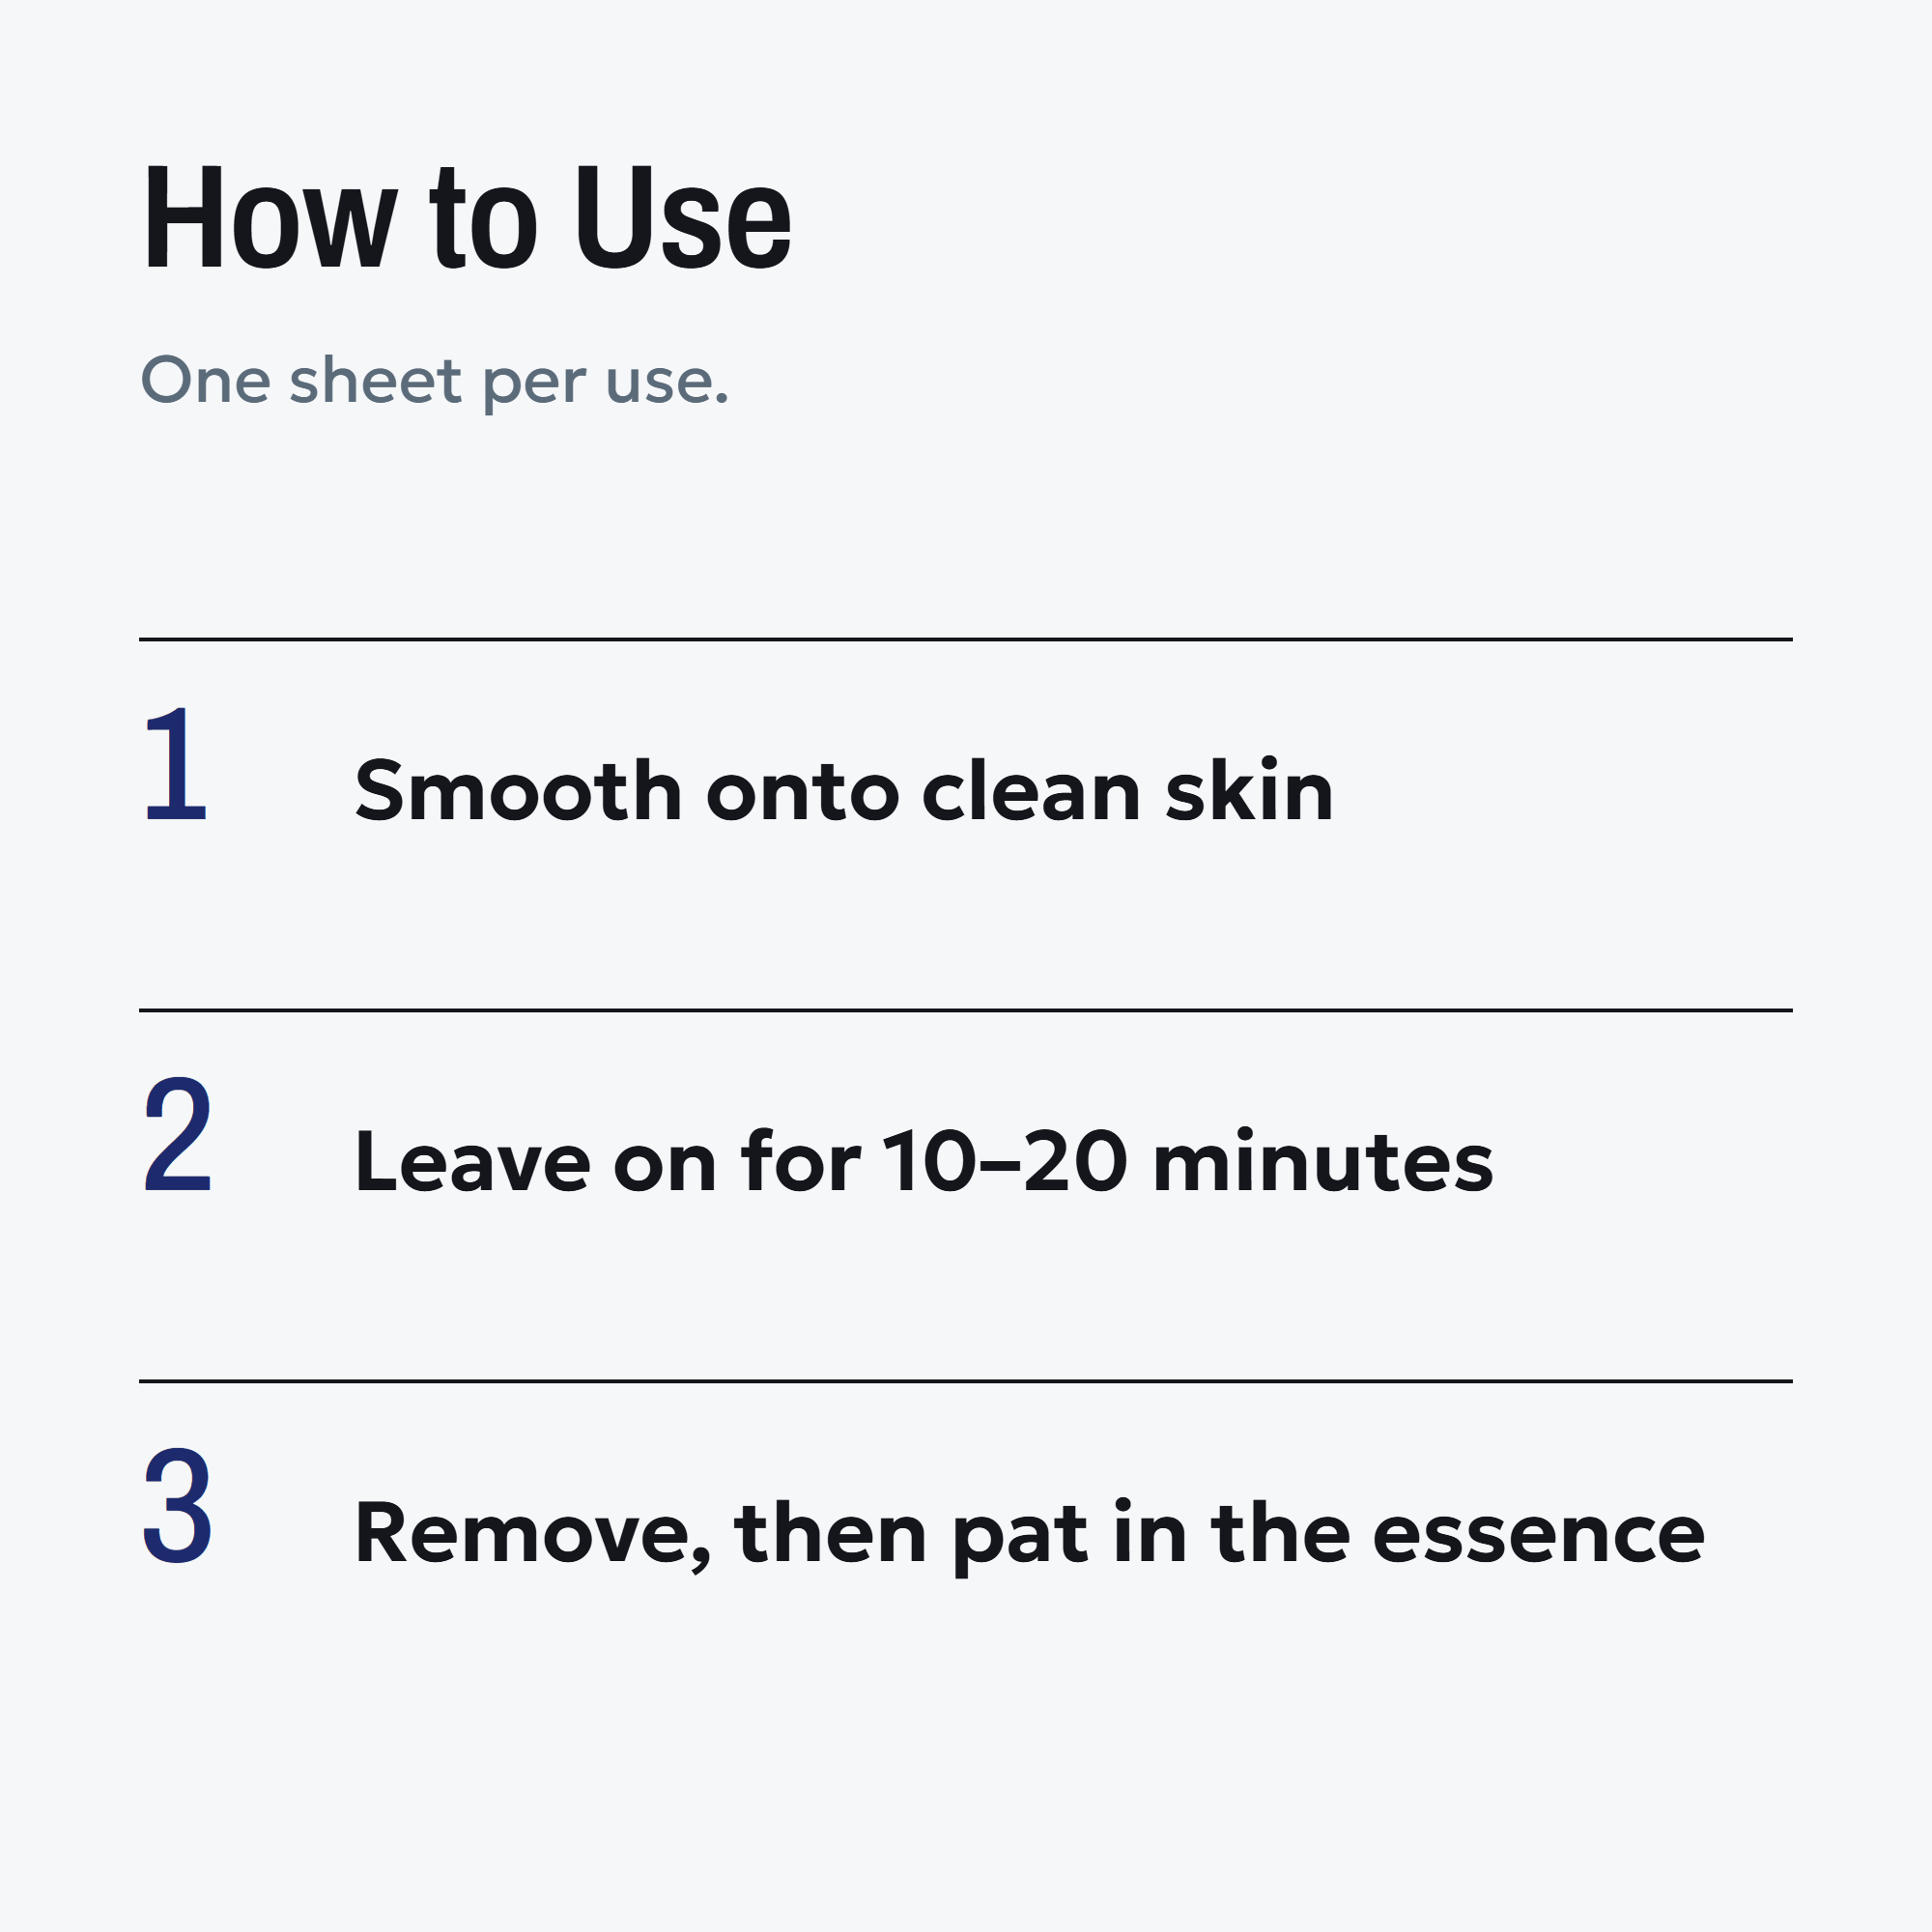 How to Use
One sheet per use.
1 Smooth onto clean skin
2 Leave on for 10–20 minutes
3 Remove, then pat in the essence